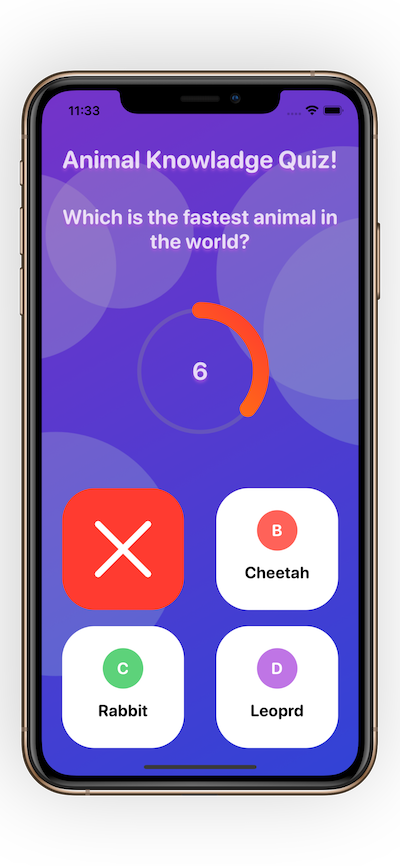 11:33
Animal Knowladge Quiz!
Which is the fastest animal in
the world?
6
B
Cheetah
C
Rabbit
D
Leoprd